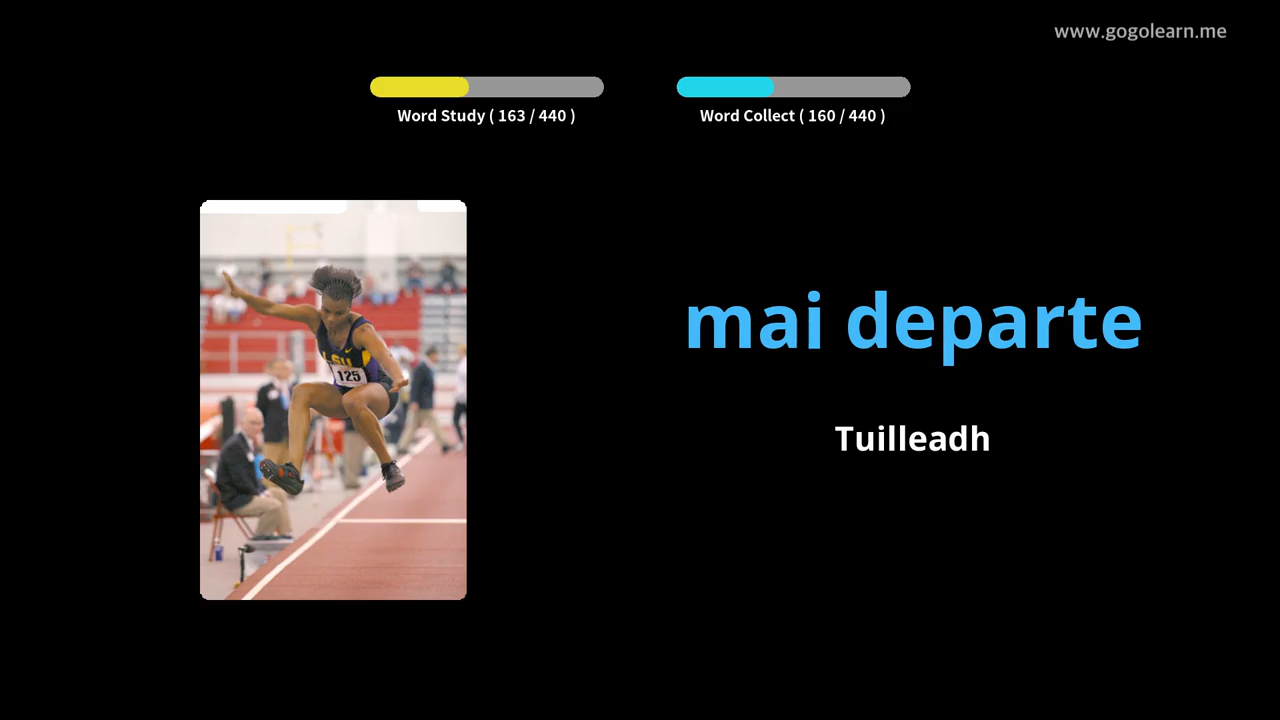 www.gogolearn.me
Word Study ( 163 / 440 )
Word Collect ( 160 / 440 )
LSU
125
mai departe
Tuilleadh